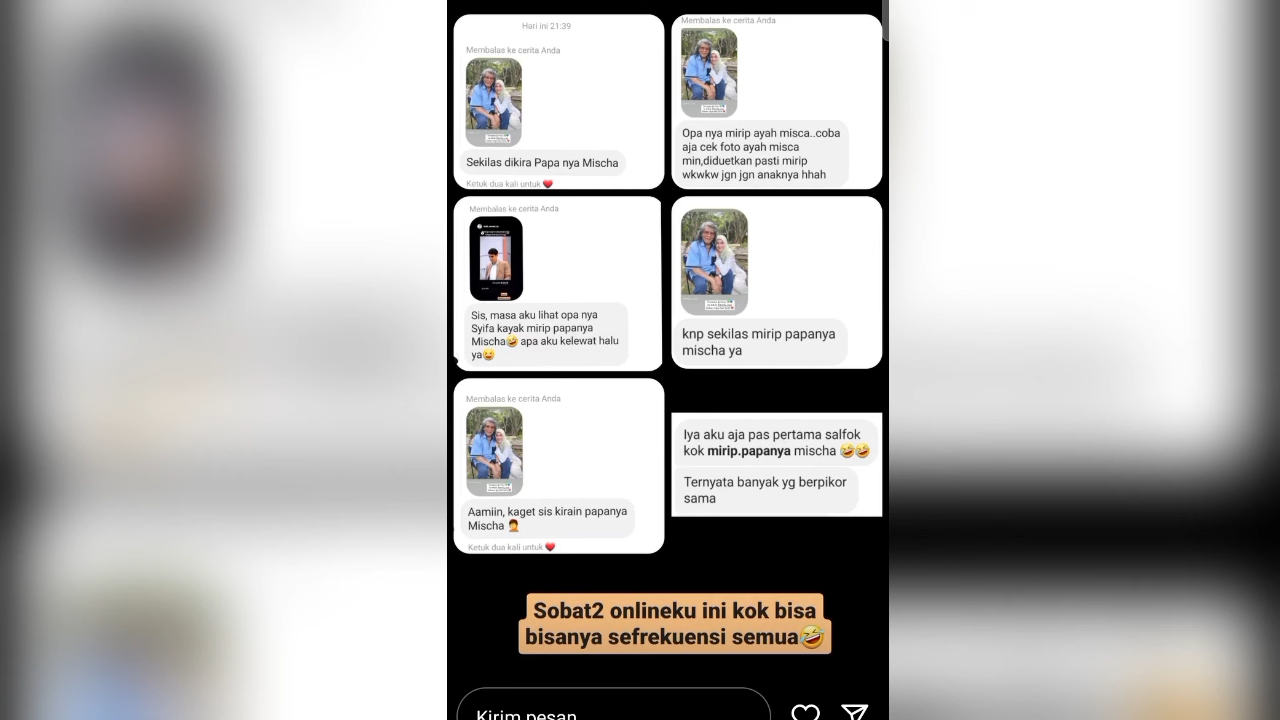 Hari ini 21:39
Membalas ke cerita Anda
Sekilas dikira Papa nya Mischa
Ketuk dua kali untuk ❤️
Membalas ke cerita Anda
Opa nya mirip ayah misca..coba
aja cek foto ayah misca
min,diduetkan pasti mirip
wkwkw jgn jgn anaknya hhah
Membalas ke cerita Anda
Sis, masa aku lihat opa nya
Syifa kayak mirip papanya
Mischa🤣 apa aku kelewat halu
ya😆
knp sekilas mirip papanya
mischa ya
Membalas ke cerita Anda
Aamiin, kaget sis kirain papanya
Mischa 🤦
Ketuk dua kali untuk ❤️
Iya aku aja pas pertama salfok
kok mirip.papanya mischa 🤣🤣
Ternyata banyak yg berpikor
sama
Sobat2 onlineku ini kok bisa
bisanya sefrekuensi semua🤣
Kirim pesan